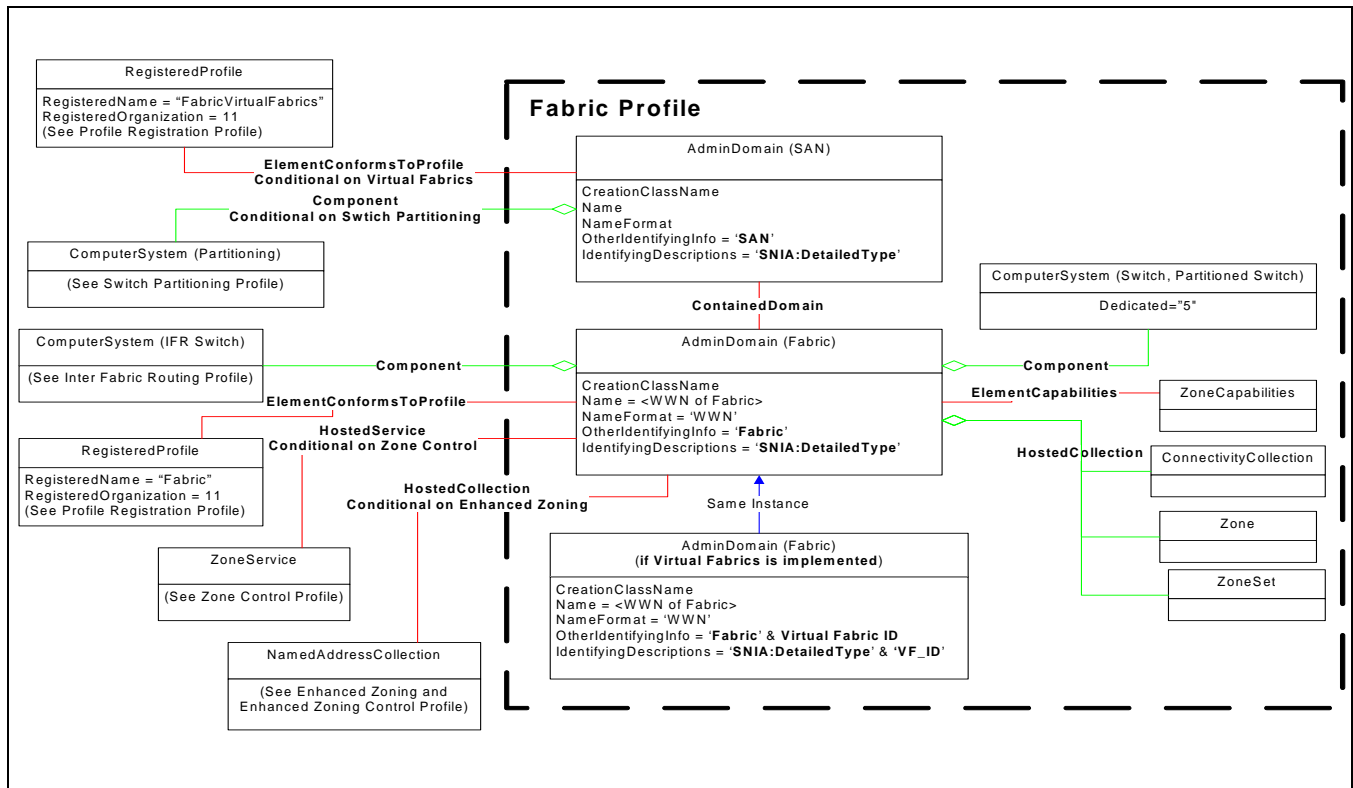 RegisteredProfile
RegisteredName = “FabricVirtualFabrics”
RegisteredOrganization = 11
(See Profile Registration Profile)
Fabric Profile
ElementConformsToProfile
Conditional on Virtual Fabrics
AdminDomain (SAN)
CreationClassName
Name
NameFormat
OtherIdentifyingInfo = ‘SAN’
IdentifyingDescriptions = ‘SNIA:DetailedType’
Component
Conditional on Swtich Partitioning
ComputerSystem (Partitioning)
(See Switch Partitioning Profile)
ContainedDomain
ComputerSystem (Switch, Partitioned Switch)
Dedicated=”5"
ComputerSystem (IFR Switch)
(See Inter Fabric Routing Profile)
Component
AdminDomain (Fabric)
CreationClassName
Name = <WWN of Fabric>
NameFormat = ‘WWN’
OtherIdentifyingInfo = ‘Fabric’
IdentifyingDescriptions = ‘SNIA:DetailedType’
Component
ElementCapabilities
ZoneCapabilities
ElementConformsToProfile
HostedService
Conditional on Zone Control
RegisteredProfile
RegisteredName = “Fabric”
RegisteredOrganization = 11
(See Profile Registration Profile)
HostedCollection
ConnectivityCollection
Zone
ZoneSet
HostedCollection
Conditional on Enhanced Zoning
Same Instance
ZoneService
(See Zone Control Profile)
AdminDomain (Fabric)
(if Virtual Fabrics is implemented)
CreationClassName
Name = <WWN of Fabric>
NameFormat = ‘WWN’
OtherIdentifyingInfo = ‘Fabric’ & Virtual Fabric ID
IdentifyingDescriptions = ‘SNIA:DetailedType’ & ‘VF_ID’
NamedAddressCollection
(See Enhanced Zoning and
Enhanced Zoning Control Profile)